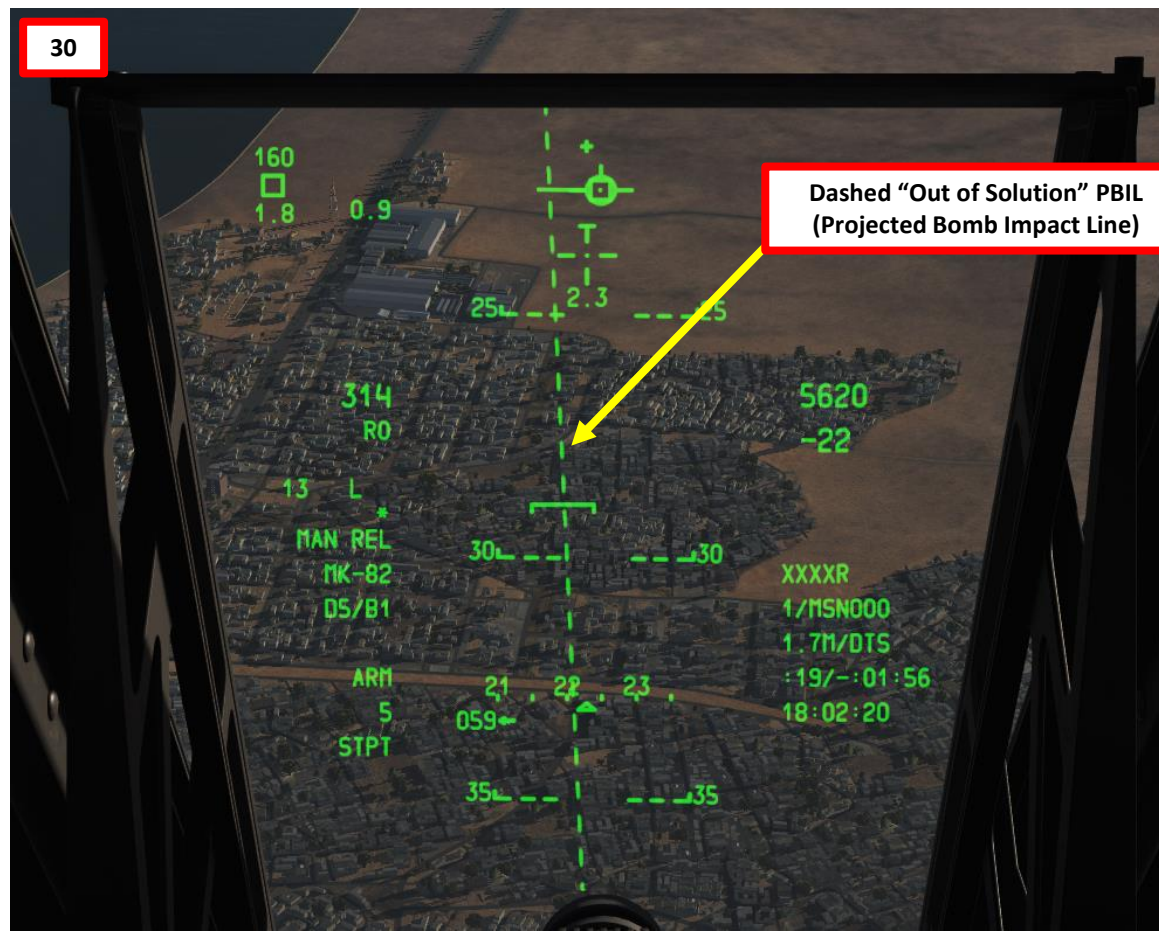 30
160
1.8
0.9
Dashed “Out of Solution” PBIL
(Projected Bomb Impact Line)
T
2.3
25 25
314
RO
5620
-22
13 L
*
MAN REL
MK-82
D5/B1
30 30
XXXXR
1/MSN000
1.7M/DTS
:19/-:01:56
18:02:20
ARM
5
STPT
21 22 23
059
35 35